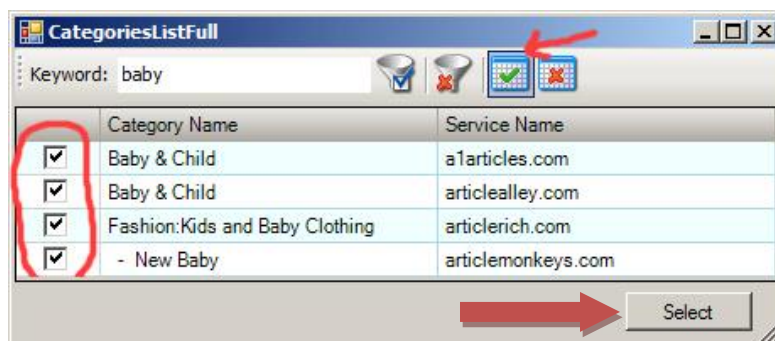 CategoriesListFull
Keyword: baby
Category Name Service Name
Baby & Child a1articles.com
Baby & Child articlealley.com
Fashion:Kids and Baby Clothing articlerich.com
- New Baby articlemonkeys.com
Select